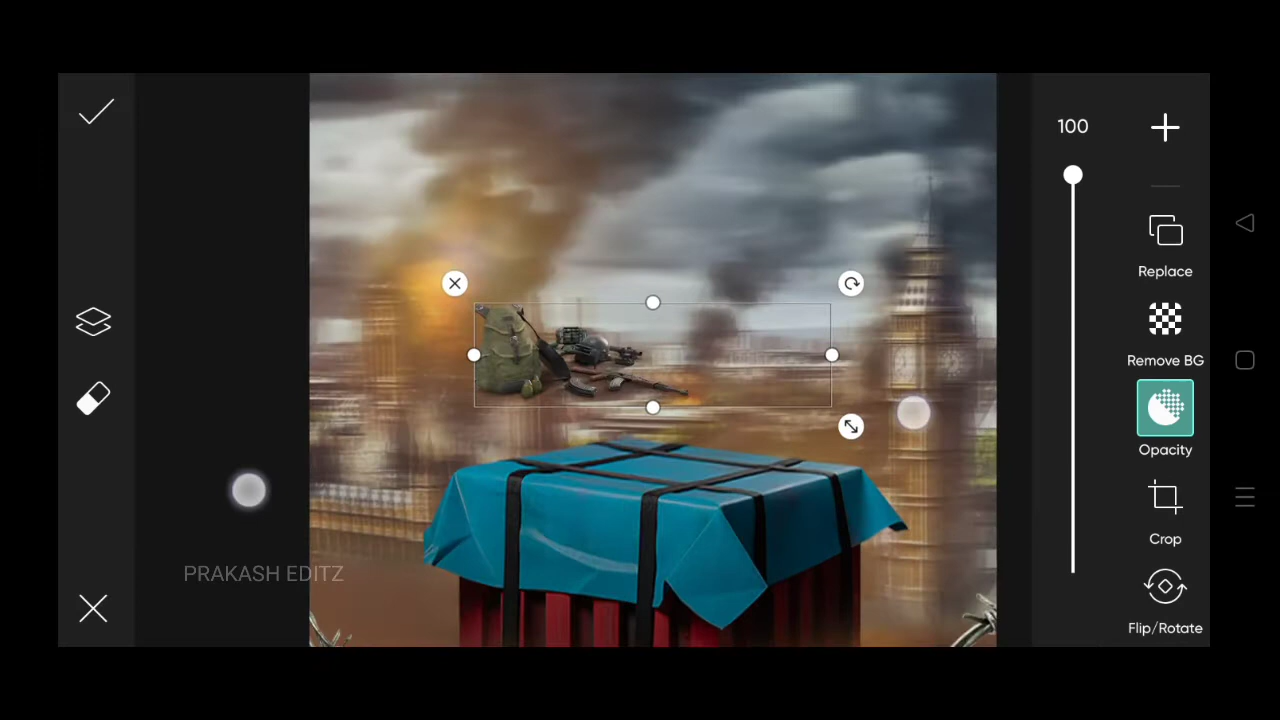 100
Replace
Remove BG
Opacity
Crop
Flip/Rotate
PRAKASH EDITZ